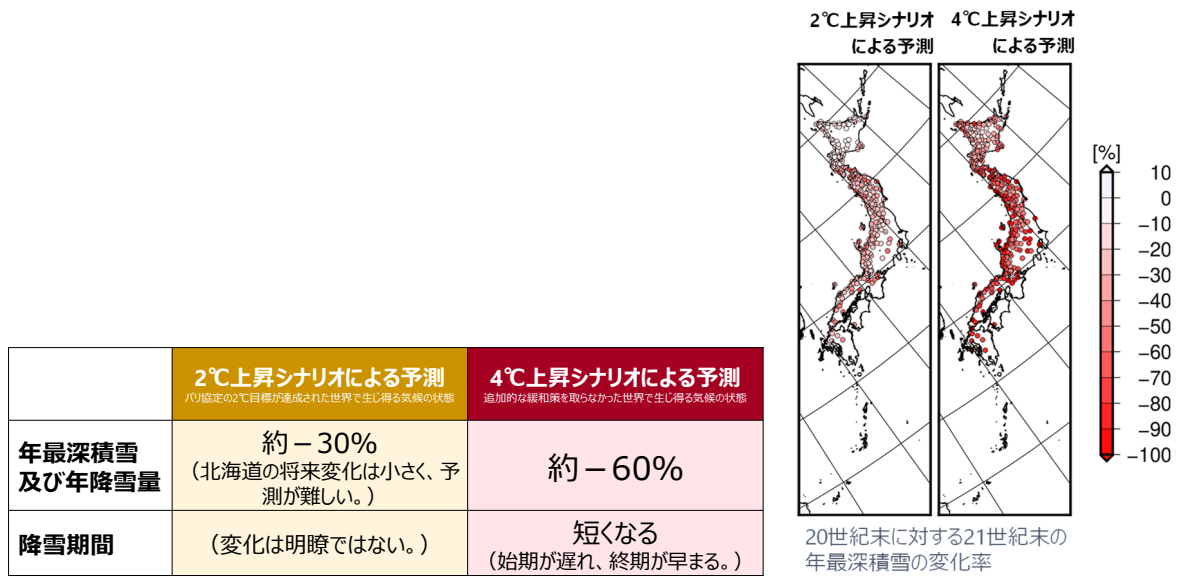 2℃上昇シナリオ
による予測
4℃上昇シナリオ
による予測
[%]
10
0
−10
−20
−30
−40
−50
−60
−70
−80
−90
−100
20世紀末に対する21世紀末の
年最深積雪の変化率
2℃上昇シナリオによる予測
パリ協定の2℃目標が達成された世界で生じ得る気候の状態
4℃上昇シナリオによる予測
追加的な緩和策を取らなかった世界で生じ得る気候の状態
年最深積雪
及び年降雪量
約－30%
（北海道の将来変化は小さく、予
測が難しい。）
約－60%
降雪期間
（変化は明瞭ではない。）
短くなる
（始期が遅れ、終期が早まる。）